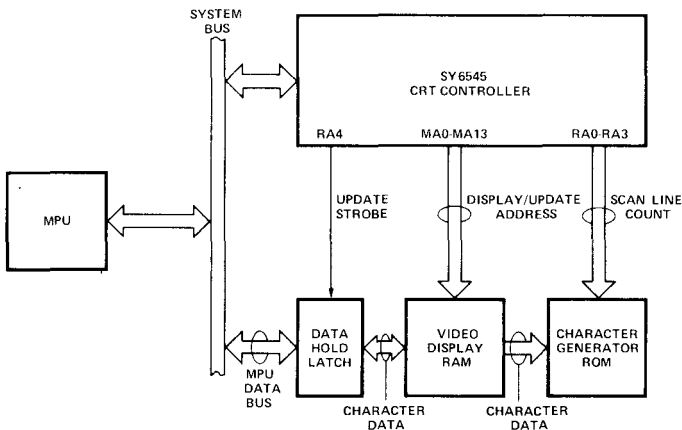 SYSTEM
BUS
SY6545
CRT CONTROLLER
RA4
MA0-MA13
RA0-RA3
MPU
UPDATE
STROBE
DISPLAY/UPDATE
ADDRESS
SCAN LINE
COUNT
DATA
HOLD
LATCH
VIDEO
DISPLAY
RAM
CHARACTER
GENERATOR
ROM
MPU
DATA
BUS
CHARACTER
DATA
CHARACTER
DATA